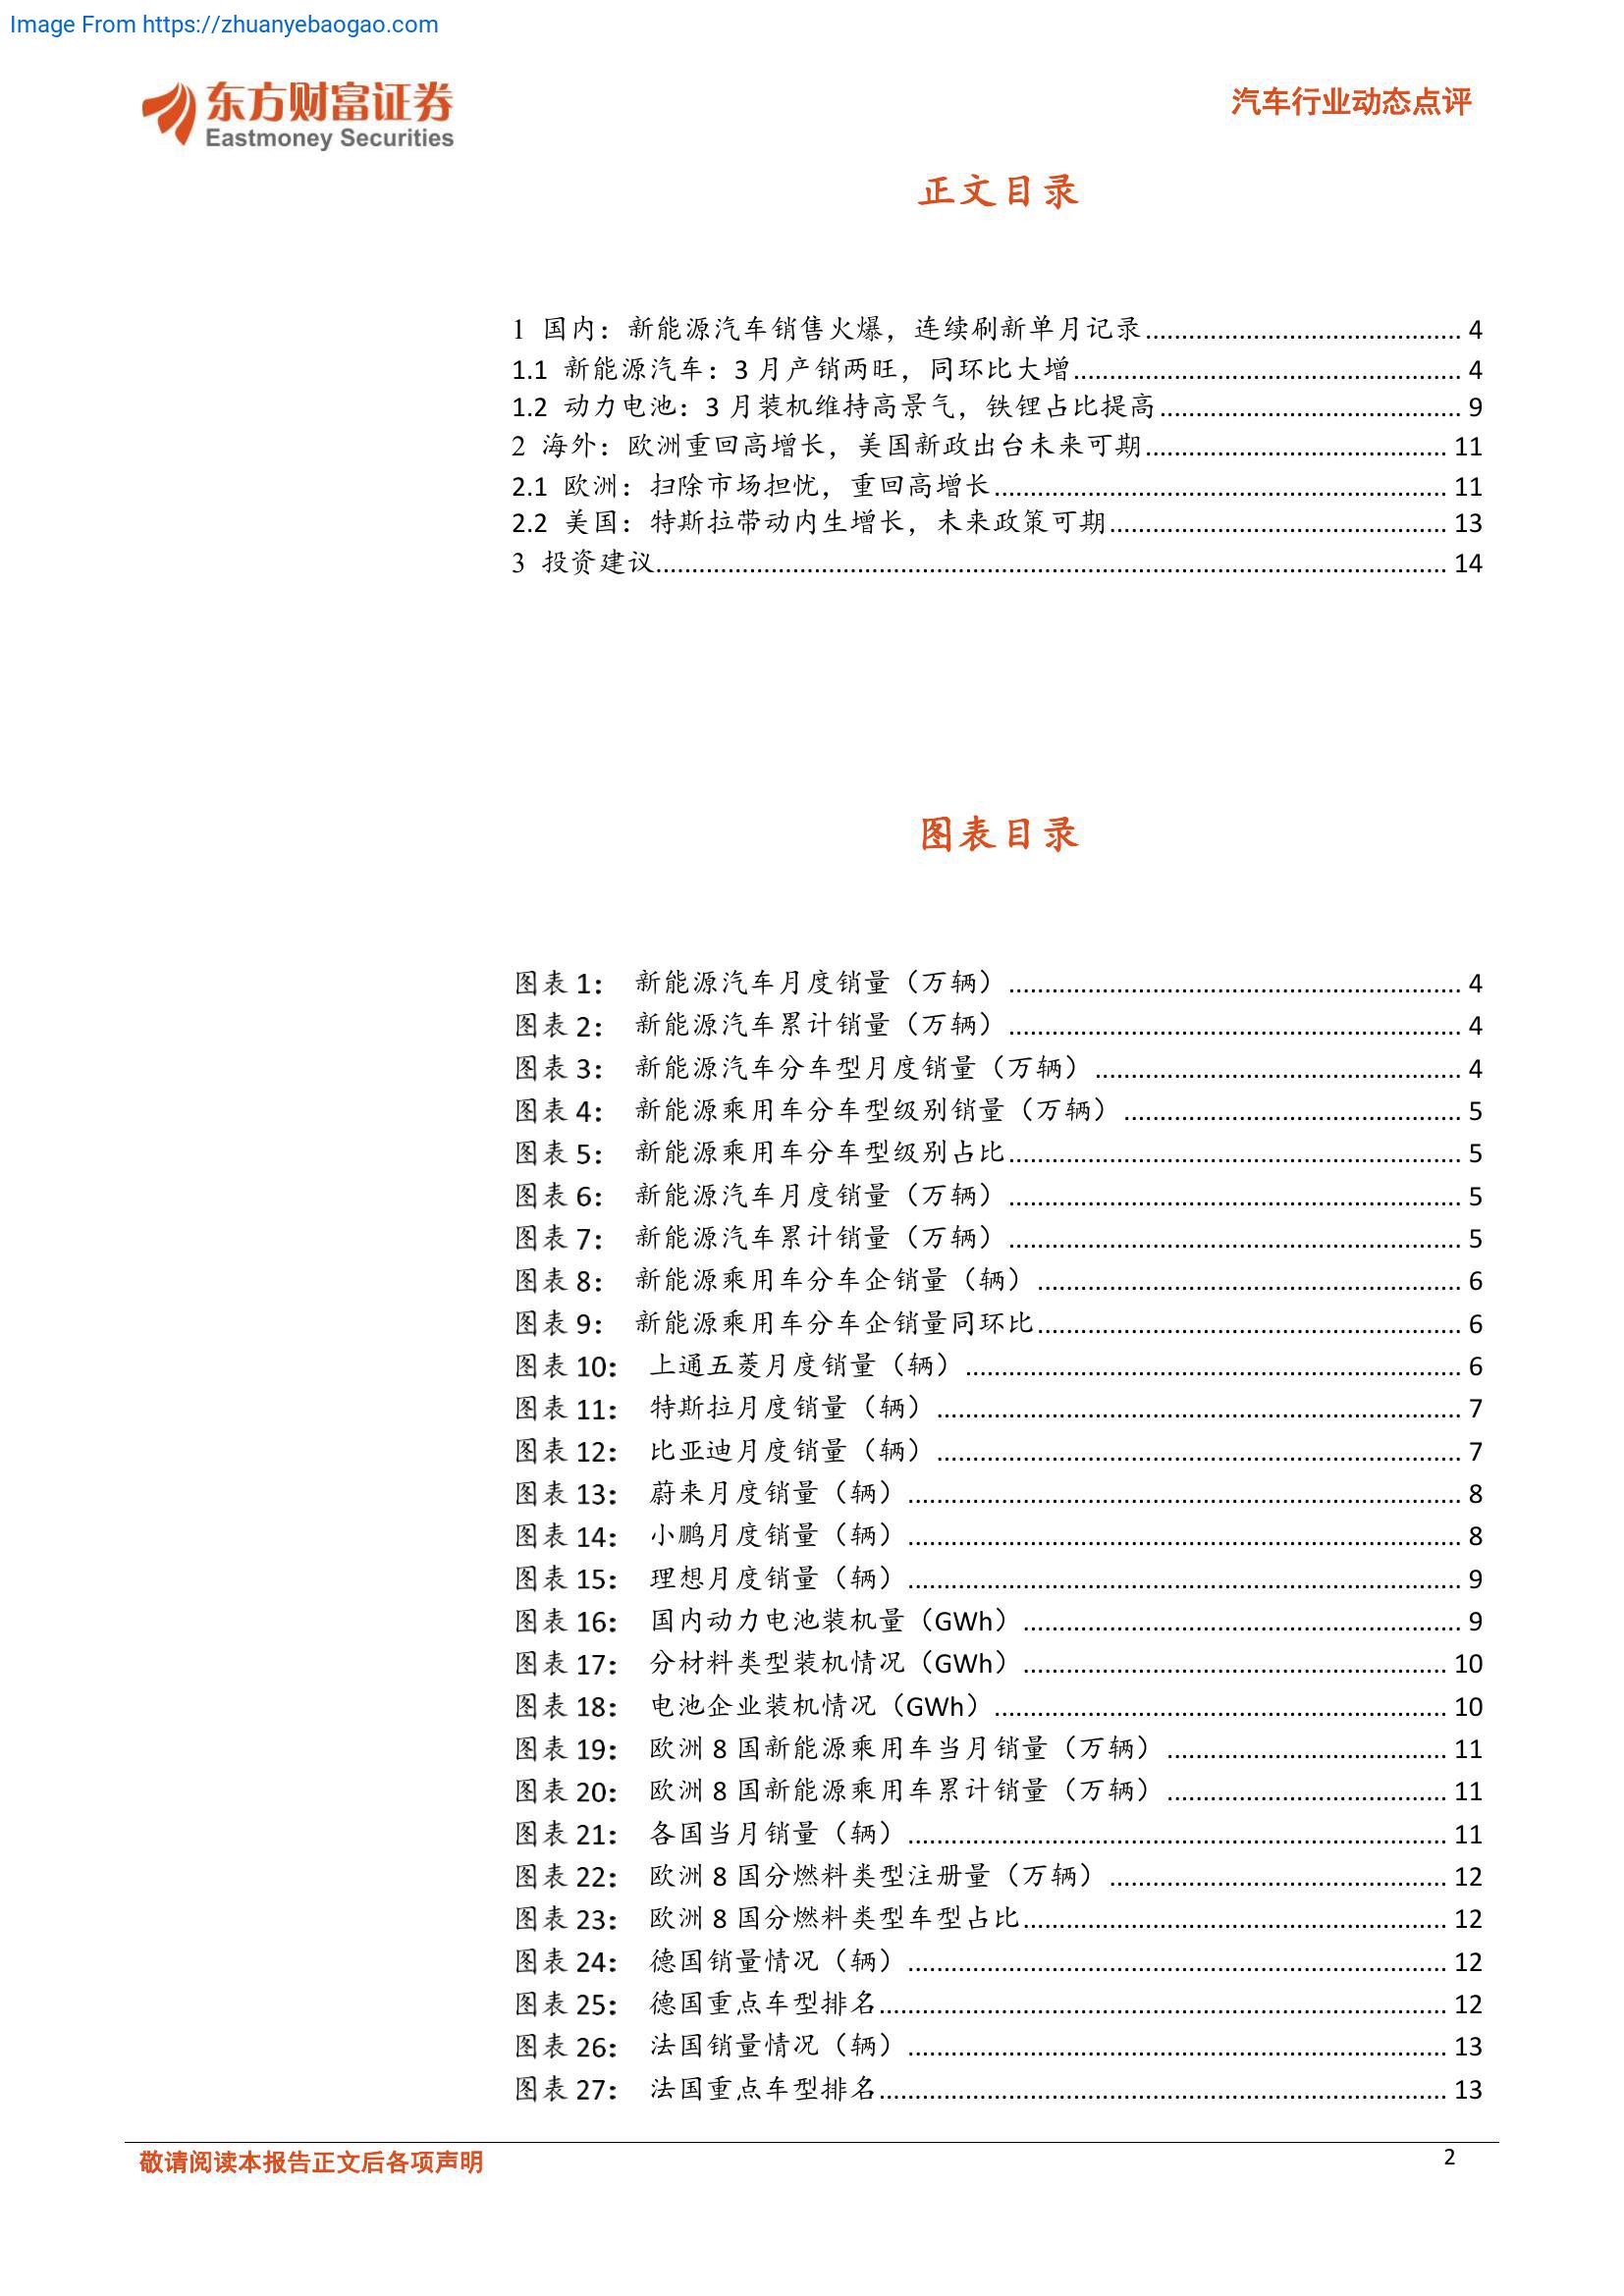 Image From https://zhuanyebaogao.com
东方财富证券
Eastmoney Securities
汽车行业动态点评
正文目录
1 国内：新能源汽车销售火爆，连续刷新单月记录 4
1.1 新能源汽车：3 月产销两旺，同环比大增 4
1.2 动力电池：3 月装机维持高景气，铁锂占比提高 9
2 海外：欧洲重回高增长，美国新政出台未来可期 11
2.1 欧洲：扫除市场担忧，重回高增长 11
2.2 美国：特斯拉带动内生增长，未来政策可期 13
3 投资建议 14
图表目录
图表 1： 新能源汽车月度销量（万辆） 4
图表 2： 新能源汽车累计销量（万辆） 4
图表 3： 新能源汽车分车型月度销量（万辆） 4
图表 4： 新能源乘用车分车型级别销量（万辆） 5
图表 5： 新能源乘用车分车型级别占比 5
图表 6： 新能源汽车月度销量（万辆） 5
图表 7： 新能源汽车累计销量（万辆） 5
图表 8： 新能源乘用车分车企销量（辆） 6
图表 9： 新能源乘用车分车企销量同环比 6
图表 10： 上通五菱月度销量（辆） 6
图表 11： 特斯拉月度销量（辆） 7
图表 12： 比亚迪月度销量（辆） 7
图表 13： 蔚来月度销量（辆） 8
图表 14： 小鹏月度销量（辆） 8
图表 15： 理想月度销量（辆） 9
图表 16： 国内动力电池装机量（GWh） 9
图表 17： 分材料类型装机情况（GWh） 10
图表 18： 电池企业装机情况（GWh） 10
图表 19： 欧洲 8 国新能源乘用车当月销量（万辆） 11
图表 20： 欧洲 8 国新能源乘用车累计销量（万辆） 11
图表 21： 各国当月销量（辆） 11
图表 22： 欧洲 8 国分燃料类型注册量（万辆） 12
图表 23： 欧洲 8 国分燃料类型车型占比 12
图表 24： 德国销量情况（辆） 12
图表 25： 德国重点车型排名 12
图表 26： 法国销量情况（辆） 13
图表 27： 法国重点车型排名 13
敬请阅读本报告正文后各项声明
2